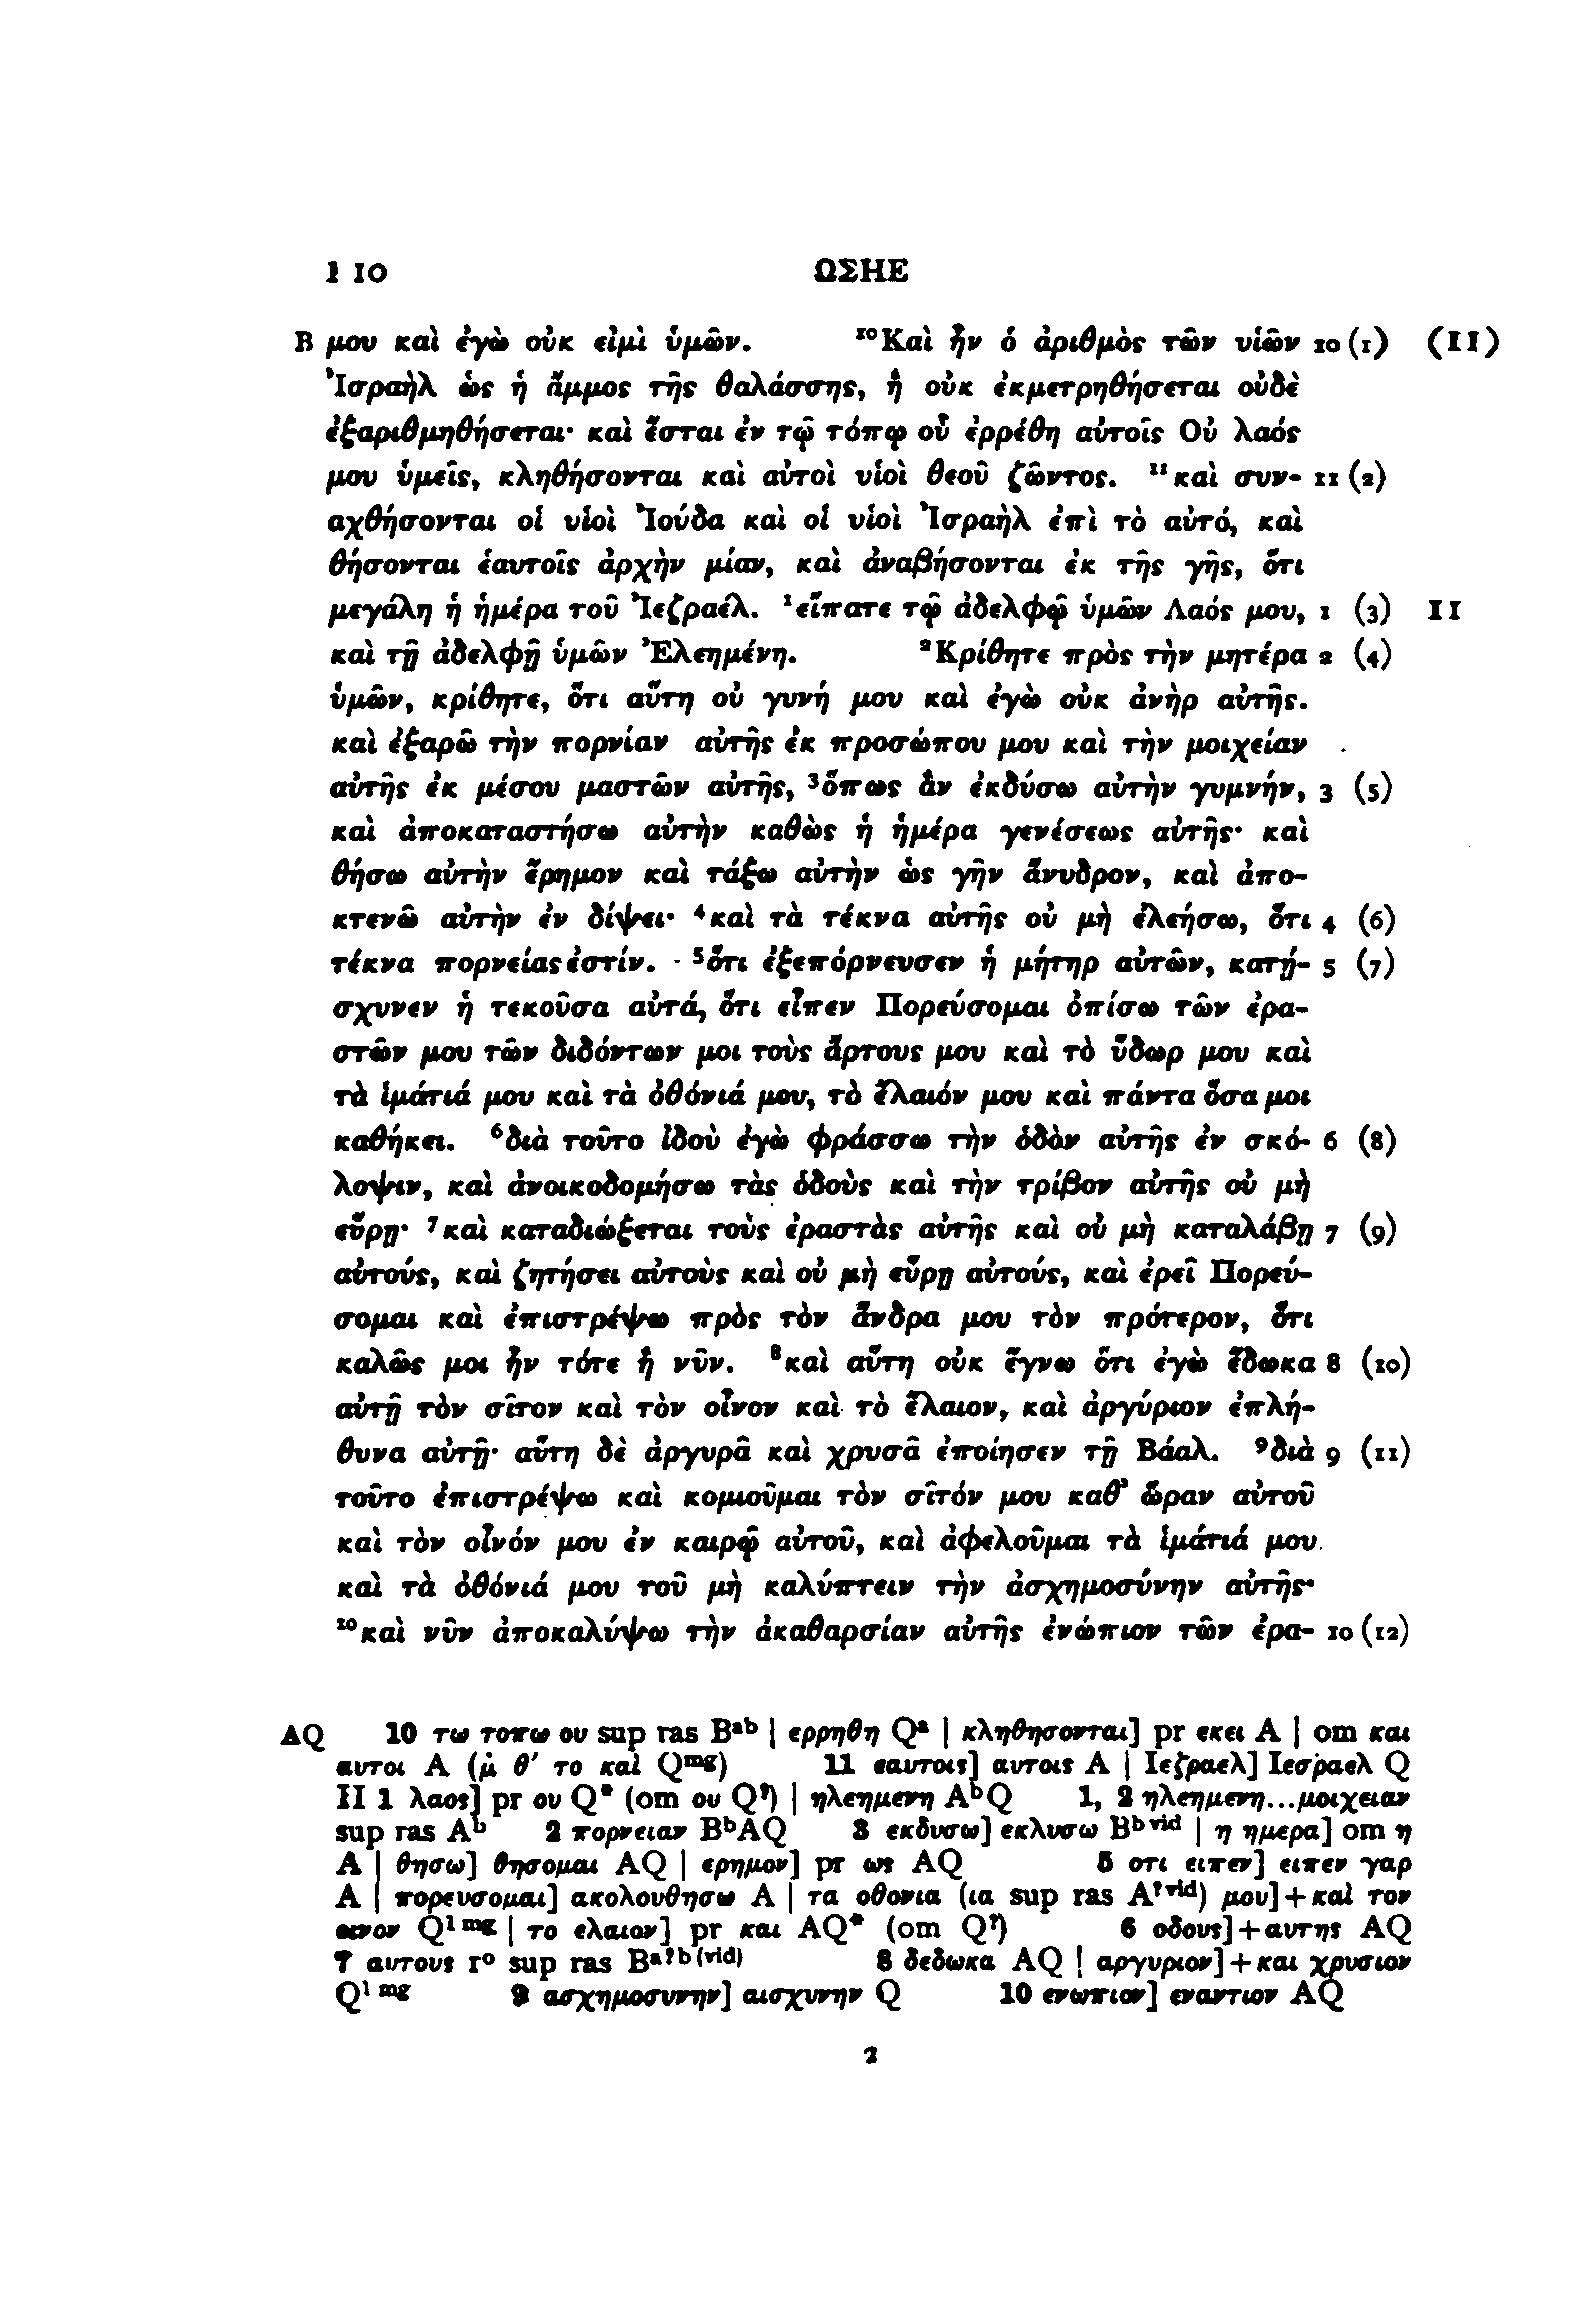 I 10 ΩΣΗΕ
B μου καὶ ἐγὼ οὐκ εἰμὶ ὑμῶν. ¹⁰Καὶ ἦν ὁ ἀριθμὸς τῶν υἱῶν 10 (1) (II)
Ἰσραὴλ ὡς ἡ ἄμμος τῆς θαλάσσης, ἣ οὐκ ἐκμετρηθήσεται οὐδὲ
ἐξαριθμηθήσεται· καὶ ἔσται ἐν τῷ τόπῳ οὗ ἐρρέθη αὐτοῖς Οὐ λαός
μου ὑμεῖς, κληθήσονται καὶ αὐτοὶ υἱοὶ θεοῦ ζῶντος. ¹¹καὶ συν- 11 (2)
αχθήσονται οἱ υἱοὶ Ἰούδα καὶ οἱ υἱοὶ Ἰσραὴλ ἐπὶ τὸ αὐτό, καὶ
θήσονται ἑαυτοῖς ἀρχὴν μίαν, καὶ ἀναβήσονται ἐκ τῆς γῆς, ὅτι
μεγάλη ἡ ἡμέρα τοῦ Ἰεζραέλ. ¹εἴπατε τῷ ἀδελφῷ ὑμῶν Λαός μου, 1 (3) II
καὶ τῇ ἀδελφῇ ὑμῶν Ἐλεημένη. ²Κρίθητε πρὸς τὴν μητέρα 2 (4)
ὑμῶν, κρίθητε, ὅτι αὕτη οὐ γυνή μου καὶ ἐγὼ οὐκ ἀνὴρ αὐτῆς.
καὶ ἐξαρῶ τὴν πορνίαν αὐτῆς ἐκ προσώπου μου καὶ τὴν μοιχείαν
αὐτῆς ἐκ μέσου μαστῶν αὐτῆς, ³ὅπως ἂν ἐκδύσω αὐτὴν γυμνήν, 3 (5)
καὶ ἀποκαταστήσω αὐτὴν καθὼς ἡ ἡμέρα γενέσεως αὐτῆς· καὶ
θήσω αὐτὴν ἔρημον καὶ τάξω αὐτὴν ὡς γῆν ἄνυδρον, καὶ ἀπο-
κτενῶ αὐτὴν ἐν δίψει· ⁴καὶ τὰ τέκνα αὐτῆς οὐ μὴ ἐλεήσω, ὅτι 4 (6)
τέκνα πορνείας ἐστίν. ⁵ὅτι ἐξεπόρνευσεν ἡ μήτηρ αὐτῶν, κατῄ- 5 (7)
σχυνεν ἡ τεκοῦσα αὐτά, ὅτι εἶπεν Πορεύσομαι ὀπίσω τῶν ἐρα-
στῶν μου τῶν διδόντων μοι τοὺς ἄρτους μου καὶ τὸ ὕδωρ μου καὶ
τὰ ἱμάτιά μου καὶ τὰ ὀθόνιά μου, τὸ ἔλαιόν μου καὶ πάντα ὅσα μοι
καθήκει. ⁶διὰ τοῦτο ἰδοὺ ἐγὼ φράσσω τὴν ὁδὸν αὐτῆς ἐν σκό- 6 (8)
λοψιν, καὶ ἀνοικοδομήσω τὰς ὁδοὺς καὶ τὴν τρίβον αὐτῆς οὐ μὴ
εὕρῃ· ⁷καὶ καταδιώξεται τοὺς ἐραστὰς αὐτῆς καὶ οὐ μὴ καταλάβῃ 7 (9)
αὐτούς, καὶ ζητήσει αὐτοὺς καὶ οὐ μὴ εὕρῃ αὐτούς, καὶ ἐρεῖ Πορεύ-
σομαι καὶ ἐπιστρέψω πρὸς τὸν ἄνδρα μου τὸν πρότερον, ὅτι
καλῶς μοι ἦν τότε ἢ νῦν. ⁸καὶ αὕτη οὐκ ἔγνω ὅτι ἐγὼ ἔδωκα 8 (10)
αὐτῇ τὸν σῖτον καὶ τὸν οἶνον καὶ τὸ ἔλαιον, καὶ ἀργύριον ἐπλή-
θυνα αὐτῇ· αὕτη δὲ ἀργυρᾶ καὶ χρυσᾶ ἐποίησεν τῇ Βάαλ. ⁹διὰ 9 (11)
τοῦτο ἐπιστρέψω καὶ κομιοῦμαι τὸν σῖτόν μου καθ’ ὥραν αὐτοῦ
καὶ τὸν οἶνόν μου ἐν καιρῷ αὐτοῦ, καὶ ἀφελοῦμαι τὰ ἱμάτιά μου
καὶ τὰ ὀθόνιά μου τοῦ μὴ καλύπτειν τὴν ἀσχημοσύνην αὐτῆς·
¹⁰καὶ νῦν ἀποκαλύψω τὴν ἀκαθαρσίαν αὐτῆς ἐνώπιον τῶν ἐρα- 10 (12)
AQ 10 τω τοπω ου sup ras Bᵃᵇ | ερρηθη Qᵃ | κληθησονται] pr εκει A | om και
αυτοι A (μ̇ θ′ το καὶ Qᵐᵍ) 11 εαυτοις] αυτοις A | Ιεζραελ] Ιεσραελ Q
II 1 λαος] pr ου Q* (om ου Q?) | ηλεημενη AᵇQ 1, 2 ηλεημενη...μοιχειαν
sup ras Aᵇ 2 πορνειαν BᵇAQ 3 εκδυσω] εκλυσω Bᵇ ᵛⁱᵈ | η ημερα] om η
A | θησω] θησομαι AQ | ερημον] pr ως AQ 5 οτι ειπεν] ειπεν γαρ
A | πορευσομαι] ακολουθησω A | τα οθονια (ια sup ras A? ᵛⁱᵈ) μου]+καὶ τον
οινον Q¹ ᵐᵍ | το ελαιον] pr και AQ* (om Q?) 6 οδους]+αυτης AQ
7 αυτους 1º sup ras Bᵃ?ᵇ⁽ᵛⁱᵈ⁾ 8 δεδωκα AQ | αργυριον]+και χρυσιον
Q¹ ᵐᵍ 9 ασχημοσυνην] αισχυνην Q 10 ενωπιον] εναντιον AQ
2